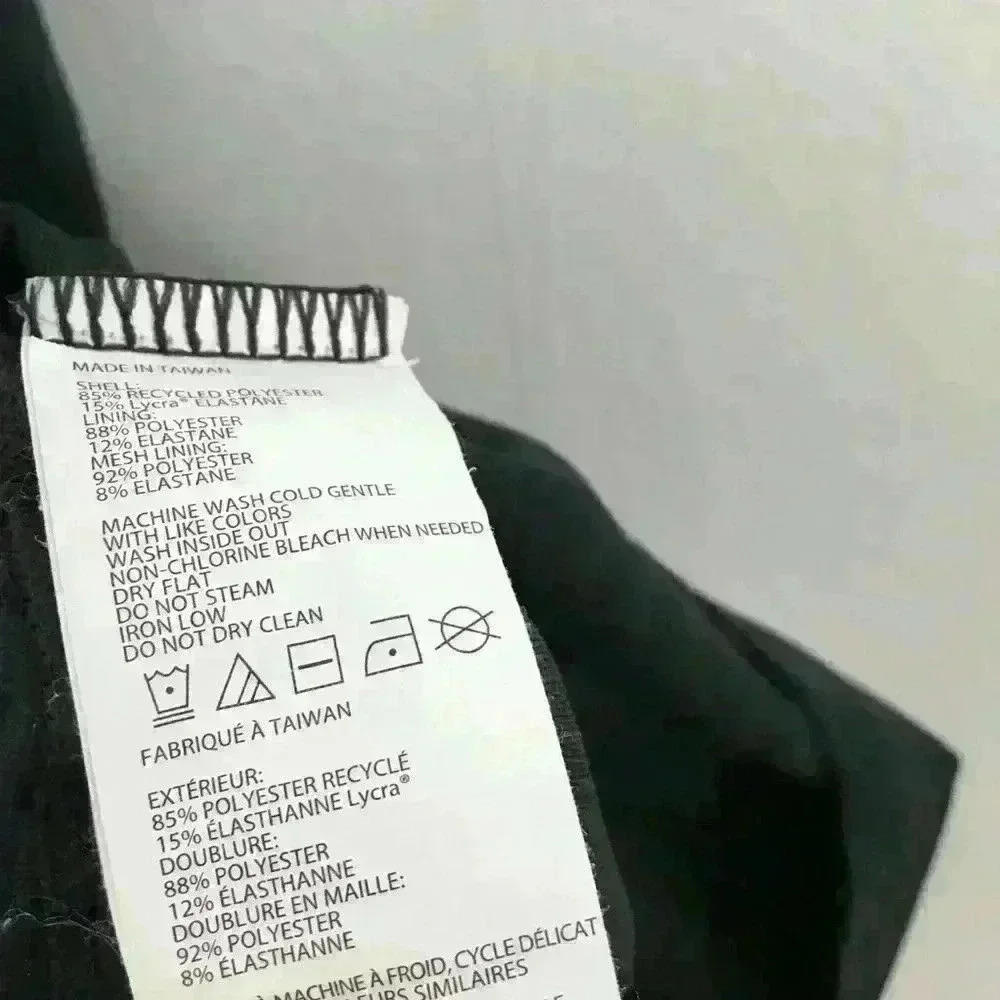 MADE IN TAIWAN
SHELL:
85% RECYCLED POLYESTER
15% Lycra® ELASTANE
LINING:
88% POLYESTER
12% ELASTANE
MESH LINING:
92% POLYESTER
8% ELASTANE
MACHINE WASH COLD GENTLE
WITH LIKE COLORS
WASH INSIDE OUT
NON-CHLORINE BLEACH WHEN NEEDED
DRY FLAT
DO NOT STEAM
IRON LOW
DO NOT DRY CLEAN
FABRIQUÉ À TAIWAN
EXTÉRIEUR:
85% POLYESTER RECYCLÉ
15% ÉLASTHANNE Lycra®
DOUBLURE:
88% POLYESTER
12% ÉLASTHANNE
DOUBLURE EN MAILLE:
92% POLYESTER
8% ÉLASTHANNE
MACHINE À FROID, CYCLE DÉLICAT
SIMILAIRES